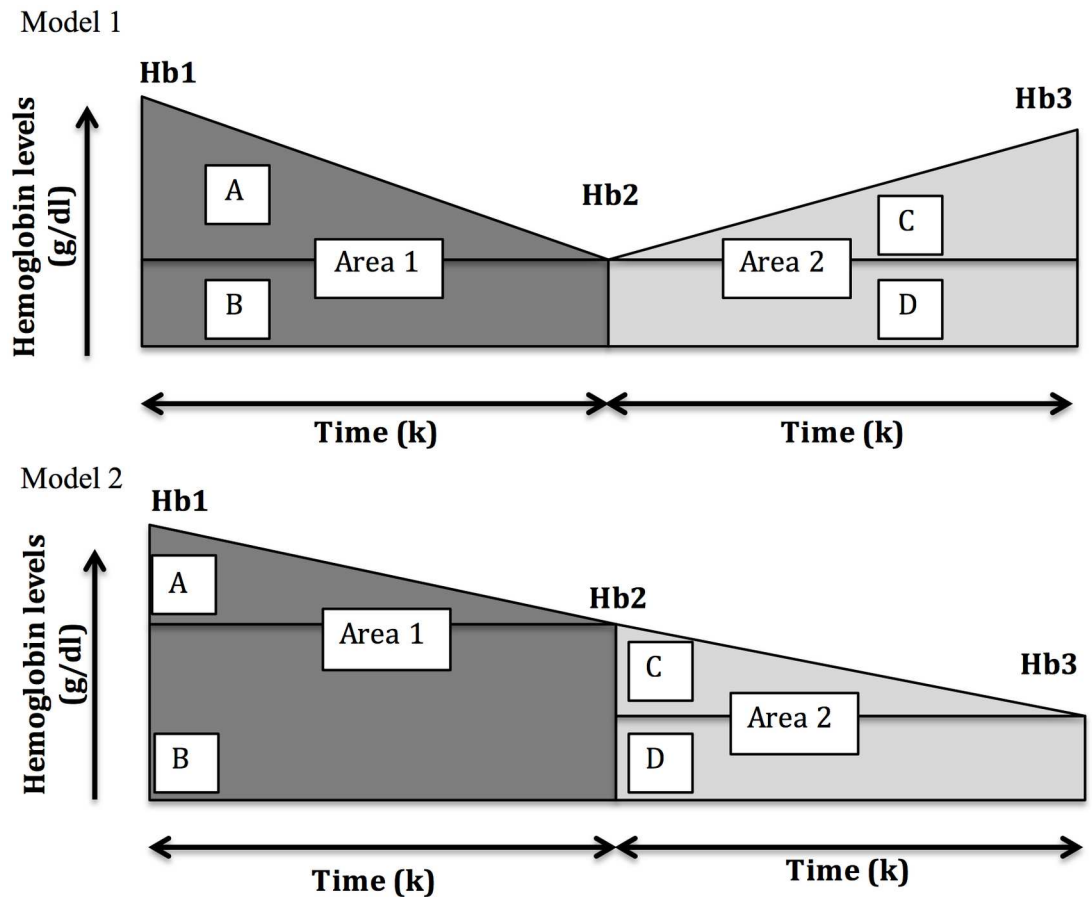 Model 1
Hb1
Hb3
Hemoglobin levels
(g/dl)
A
Hb2
C
Area 1
Area 2
B
D
Time (k)
Time (k)
Model 2
Hb1
Hemoglobin levels
(g/dl)
A
Hb2
Area 1
C
Hb3
Area 2
B
D
Time (k)
Time (k)